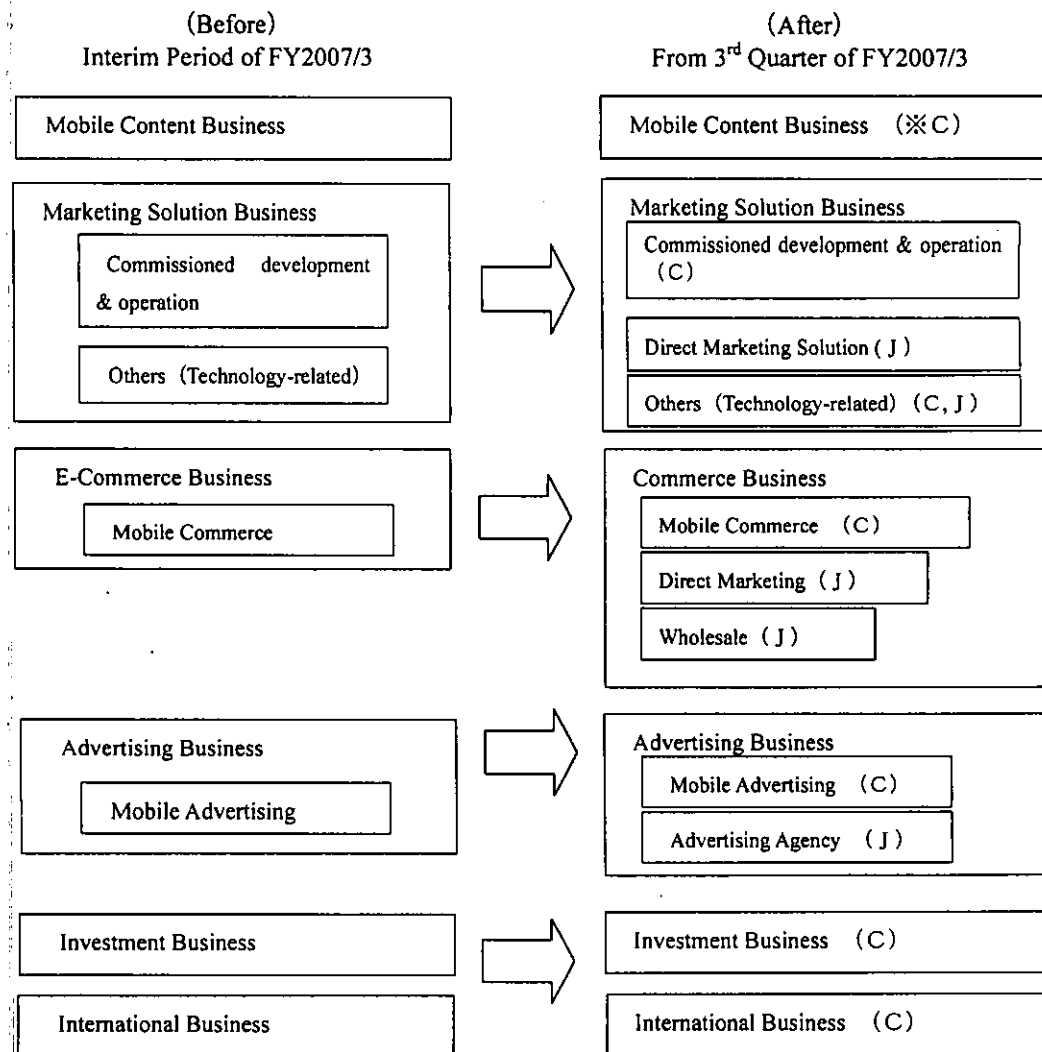 (Before)
Interim Period of FY2007/3
Mobile Content Business
Marketing Solution Business
Commissioned development
& operation
Others (Technology-related)
E-Commerce Business
Mobile Commerce
Advertising Business
Mobile Advertising
Investment Business
International Business
(After)
From 3rd Quarter of FY2007/3
Mobile Content Business (※C)
Marketing Solution Business
Commissioned development & operation
(C)
Direct Marketing Solution (J)
Others (Technology-related) (C, J)
Commerce Business
Mobile Commerce (C)
Direct Marketing (J)
Wholesale (J)
Advertising Business
Mobile Advertising (C)
Advertising Agency (J)
Investment Business (C)
International Business (C)